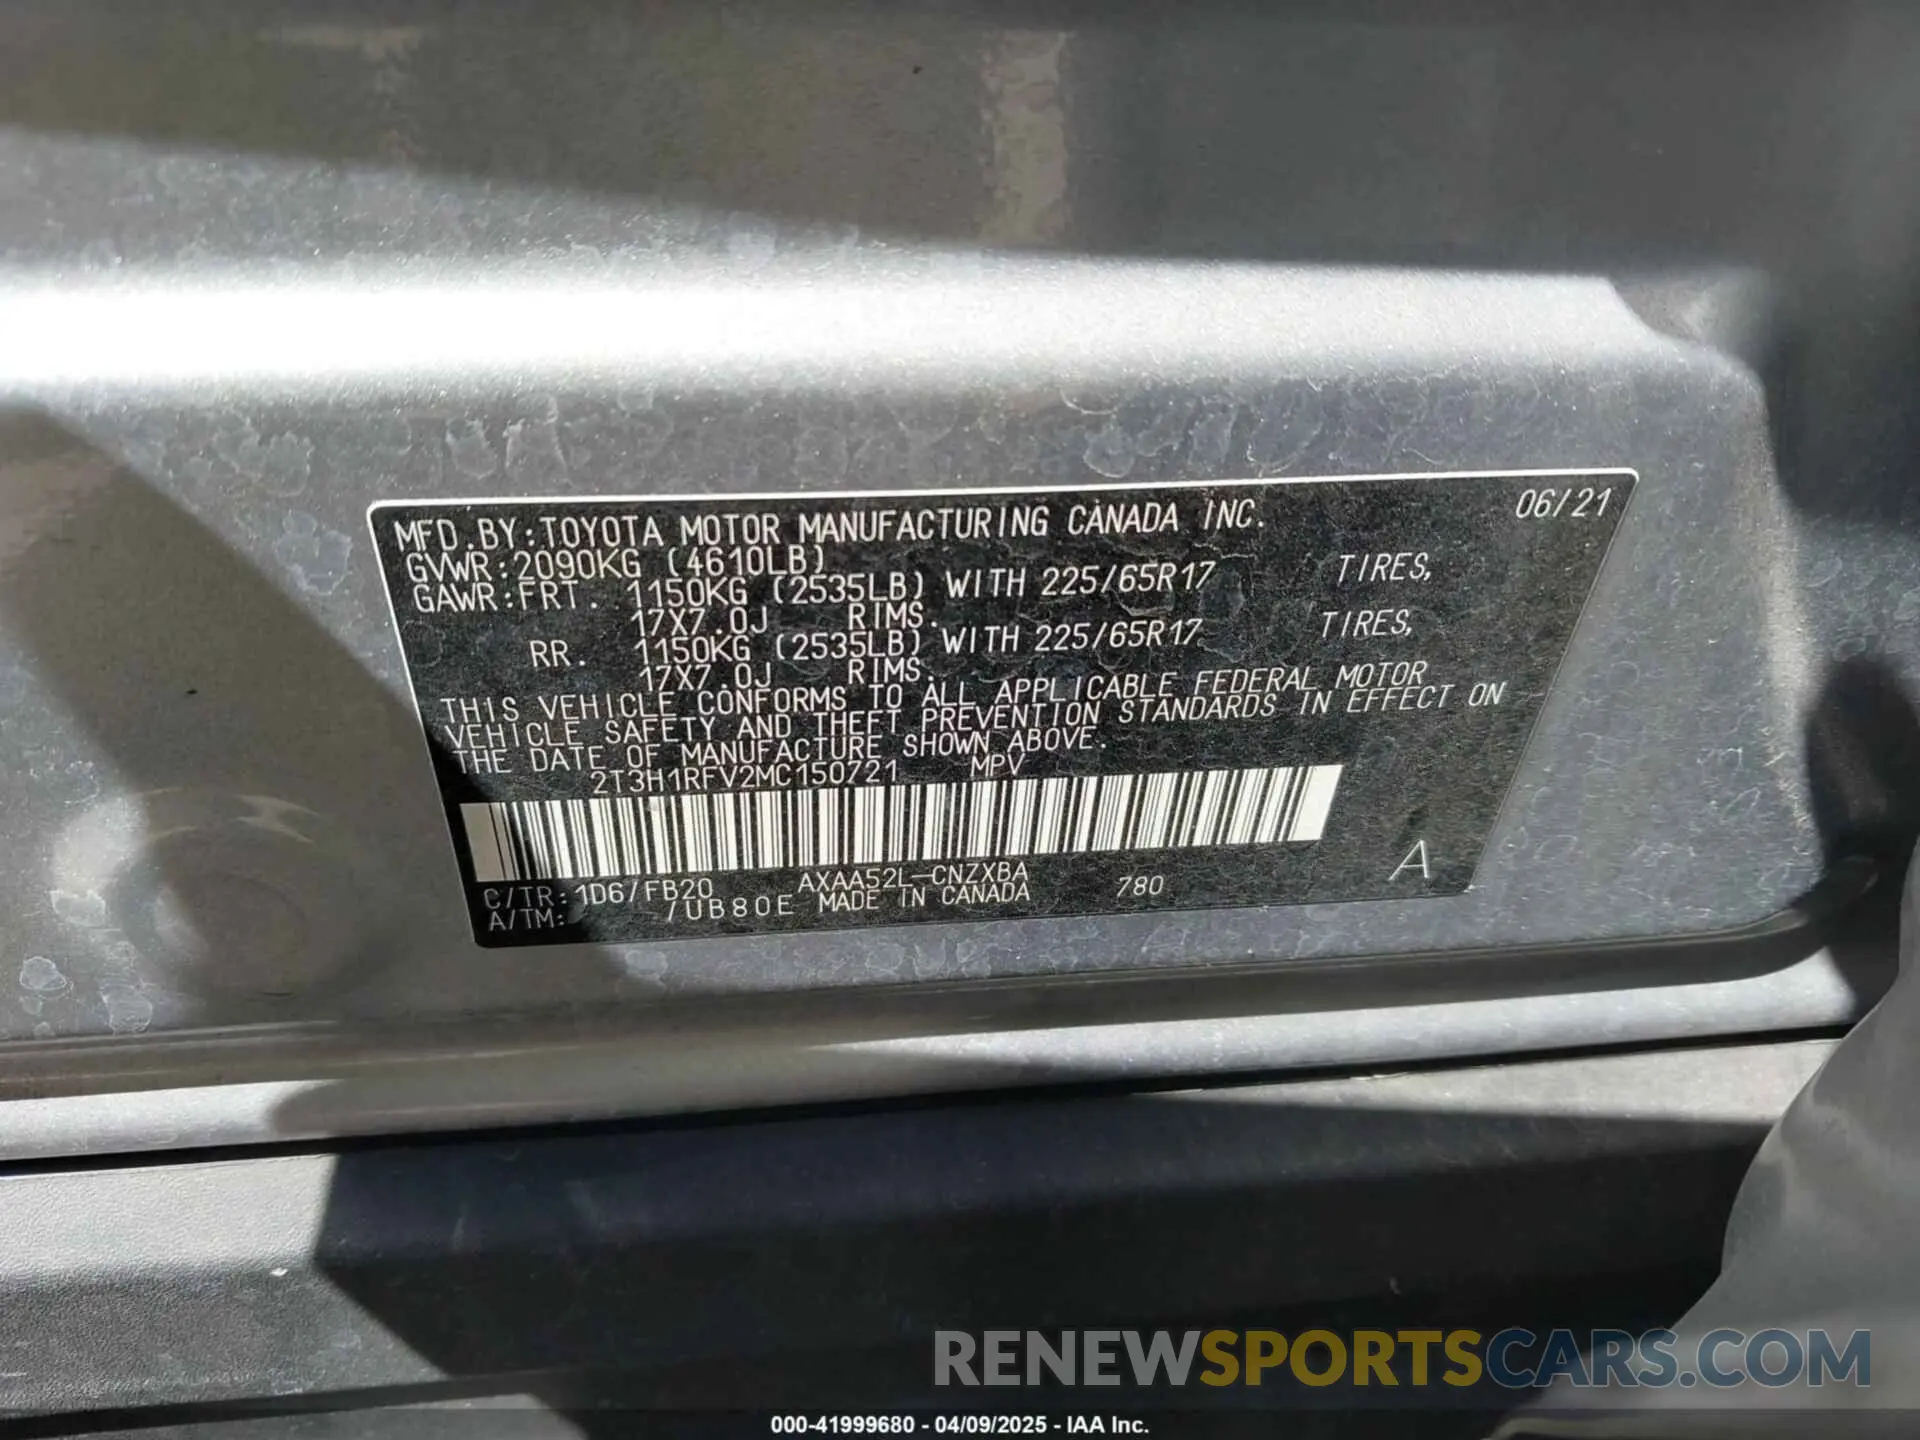 MFD.BY:TOYOTA MOTOR MANUFACTURING CANADA INC. 06/21
GVWR:2090KG (4610LB)
GAWR:FRT. 1150KG (2535LB) WITH 225/65R17 TIRES,
17X7.0J RIMS.
RR. 1150KG (2535LB) WITH 225/65R17 TIRES,
17X7.0J RIMS.
THIS VEHICLE CONFORMS TO ALL APPLICABLE FEDERAL MOTOR
VEHICLE SAFETY AND THEFT PREVENTION STANDARDS IN EFFECT ON
THE DATE OF MANUFACTURE SHOWN ABOVE.
2T3H1RFV2MC150721 MPV
C/TR:1D6/FB20 AXAA52L-CNZXBA 780 A
A/TM: /UB80E MADE IN CANADA
RENEWSPORTSCARS.COM
000-41999680 - 04/09/2025 - IAA Inc.